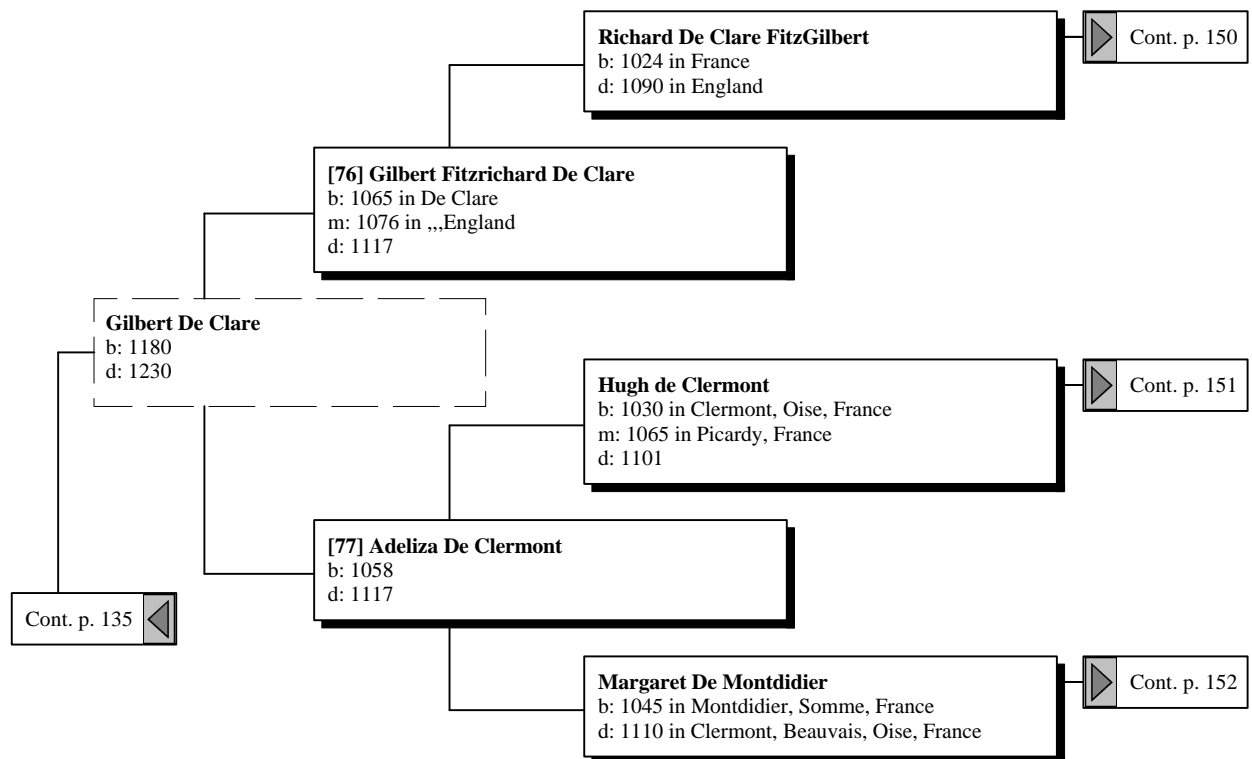 Richard De Clare FitzGilbert
b: 1024 in France
d: 1090 in England
Cont. p. 150
[76] Gilbert Fitzrichard De Clare
b: 1065 in De Clare
m: 1076 in ,,,England
d: 1117
Gilbert De Clare
b: 1180
d: 1230
Hugh de Clermont
b: 1030 in Clermont, Oise, France
m: 1065 in Picardy, France
d: 1101
Cont. p. 151
[77] Adeliza De Clermont
b: 1058
d: 1117
Cont. p. 135
Margaret De Montdidier
b: 1045 in Montdidier, Somme, France
d: 1110 in Clermont, Beauvais, Oise, France
Cont. p. 152